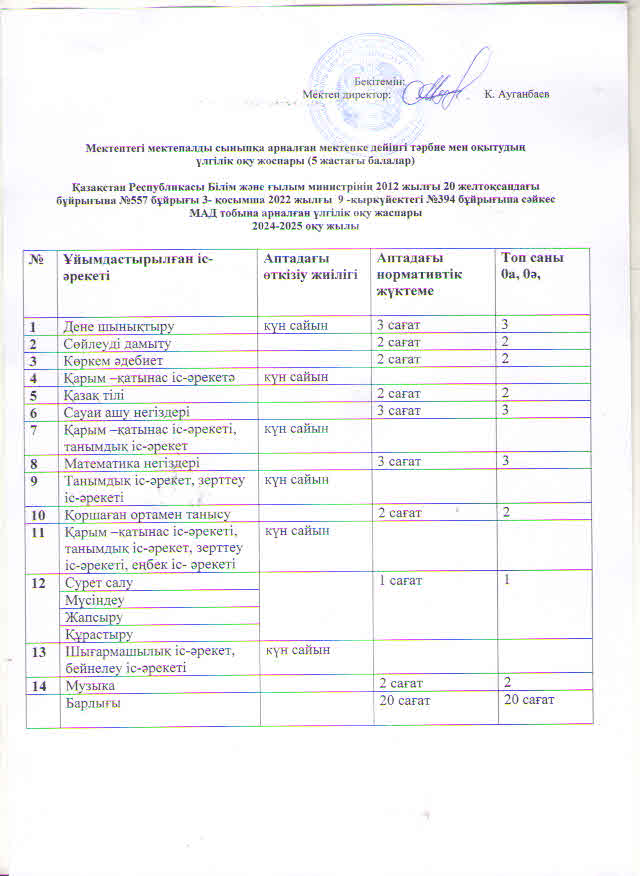 Бекітемін:
Мектеп директор: К. Ауганбаев
Мектептегі мектепалды сыныпқа арналған мектепке дейінгі тәрбие мен оқытудың
үлгілік оқу жоспары (5 жастағы балалар)
Қазақстан Республикасы Білім және ғылым министрінің 2012 жылғы 20 желтоқсандағы
бұйрығына №557 бұйрығы 3- қосымша 2022 жылғы 9 -қыркүйектегі №394 бұйрығына сәйкес
МАД тобына арналған үлгілік оқу жаспары
2024-2025 оқу жылы
№ Ұйымдастырылған іс- Аптадағы Аптадағы Топ саны
әрекеті өткізіу жиілігі нормативтік 0а, 0ә,
жүктеме
1 Дене шынықтыру күн сайын 3 сағат 3
2 Сөйлеуді дамыту 2 сағат 2
3 Көркем әдебиет 2 сағат 2
4 Қарым –қатынас іс-әрекетә күн сайын
5 Қазақ тілі 2 сағат 2
6 Сауаи ашу негіздері 3 сағат 3
7 Қарым –қатынас іс-әрекеті, күн сайын
танымдық іс-әрекет
8 Математика негіздері 3 сағат 3
9 Танымдық іс-әрекет, зерттеу күн сайын
іс-әрекеті
10 Қоршаған ортамен танысу 2 сағат 2
11 Қарым –қатынас іс-әрекеті, күн сайын
танымдық іс-әрекет, зерттеу
іс-әрекеті, еңбек іс- әрекеті
12 Сурет салу 1 сағат 1
Мүсіндеу
Жапсыру
Құрастыру
13 Шығармашылық іс-әрекет, күн сайын
бейнелеу іс-әрекеті
14 Музыка 2 сағат 2
Барлығы 20 сағат 20 сағат